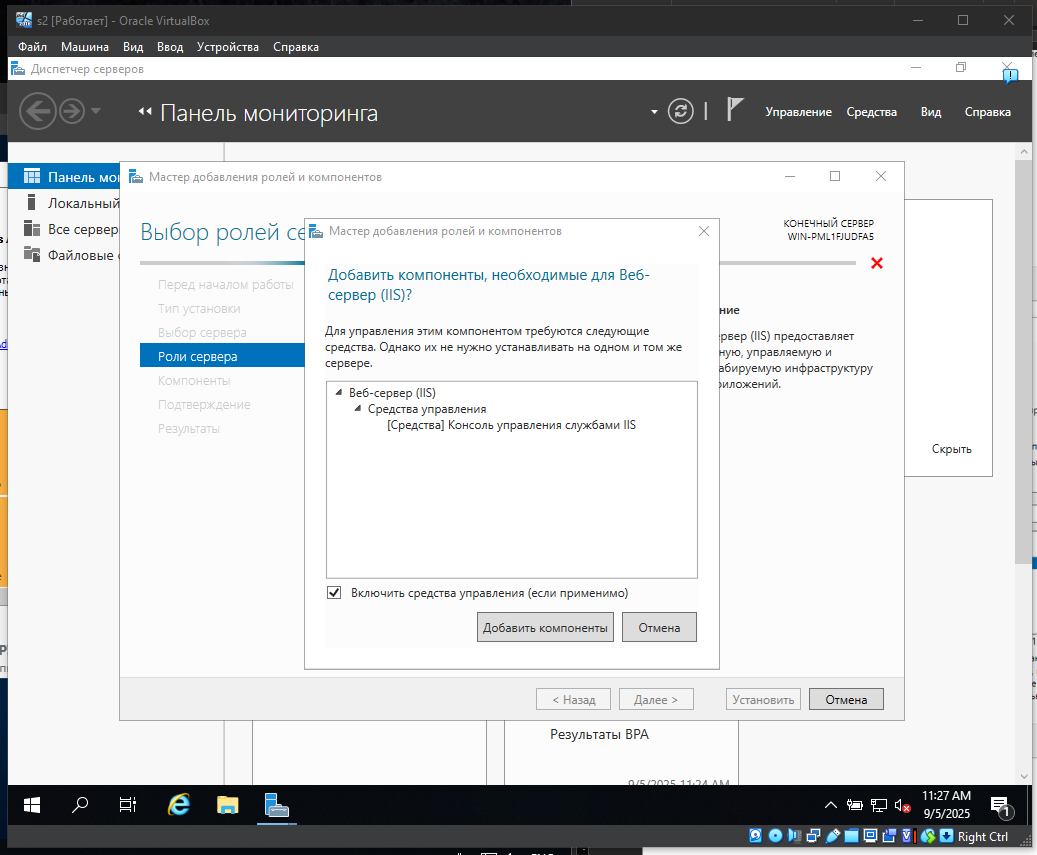 s2 [Работает] - Oracle VirtualBox
Файл Машина Вид Ввод Устройства Справка
Диспетчер серверов
Панель мониторинга
Управление Средства Вид Справка
Панель мо
Локальный
Все сервер
Файловые
Мастер добавления ролей и компонентов
Выбор ролей се
КОНЕЧНЫЙ СЕРВЕР
WIN-PML1FJUDFA5
Перед началом работы
Тип установки
Выбор сервера
Роли сервера
Компоненты
Подтверждение
Результаты
Мастер добавления ролей и компонентов
Добавить компоненты, необходимые для Веб-
сервер (IIS)?
Для управления этим компонентом требуются следующие
средства. Однако их не нужно устанавливать на одном и том же
сервере.
Веб-сервер (IIS)
Средства управления
[Средства] Консоль управления службами IIS
Включить средства управления (если применимо)
Добавить компоненты Отмена
ние
рвер (IIS) предоставляет
ную, управляемую и
абируемую инфраструктуру
риложений.
Скрыть
< Назад Далее > Установить Отмена
Результаты BPA
9/5/2025 11:24 AM
11:27 AM
9/5/2025
1
Right Ctrl